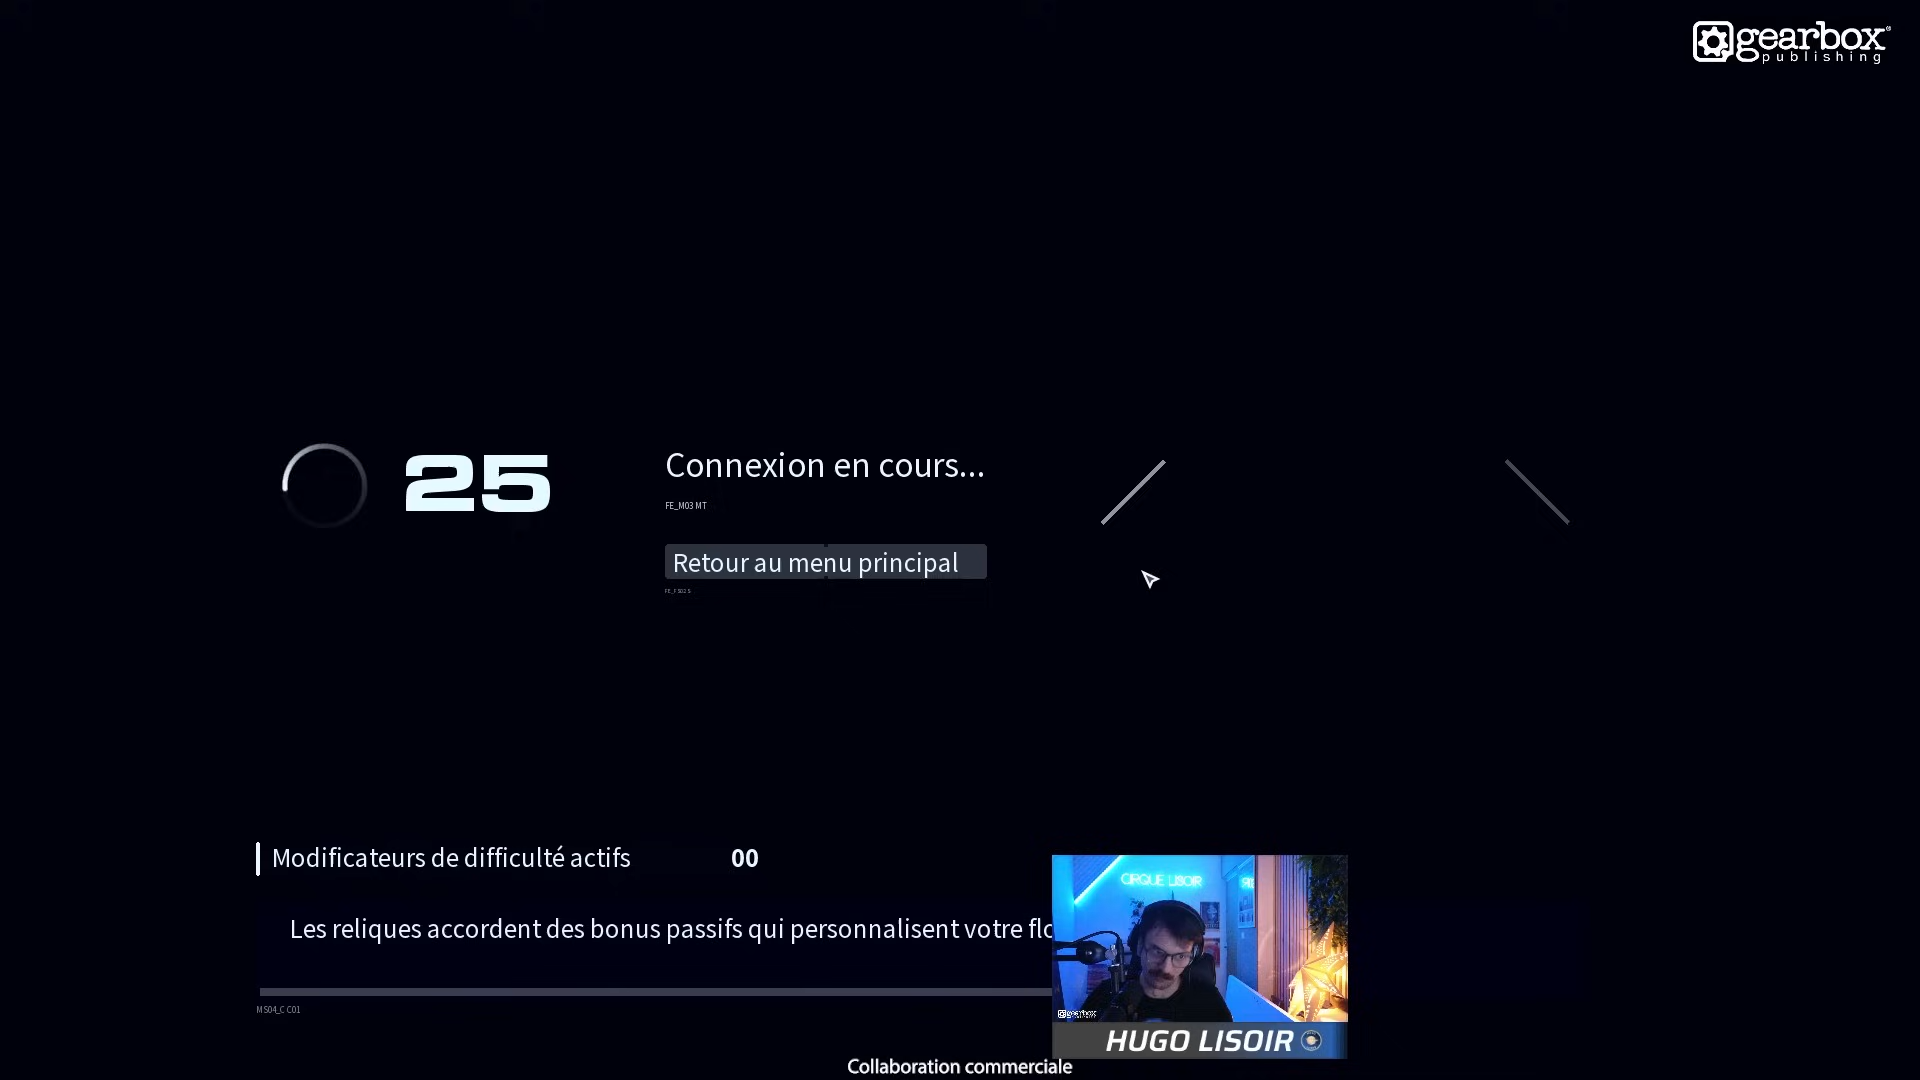 gearbox
publishing
25
Connexion en cours...
FE_M03 MT
Retour au menu principal
Modificateurs de difficulté actifs 00
Les reliques accordent des bonus passifs qui personnalisent votre flo
MS04_C C01
CIRQUE LISOIR
gearbox
HUGO LISOIR
Collaboration commerciale